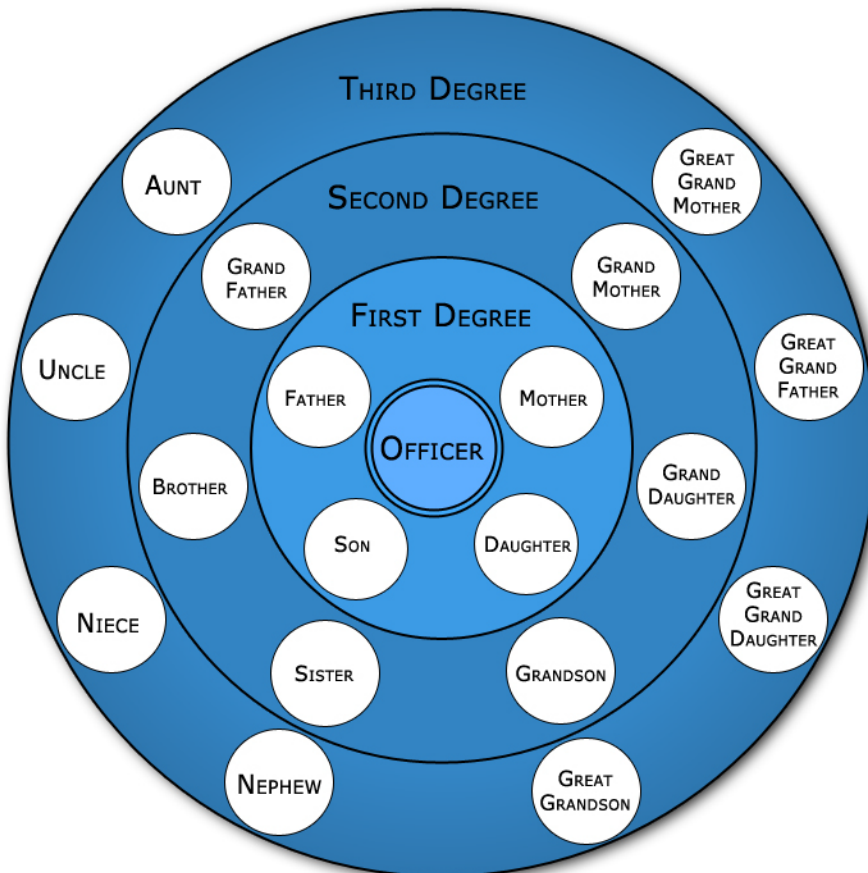 Third Degree
Aunt
Great
Grand
Mother
Second Degree
Grand
Father
Grand
Mother
First Degree
Uncle
Great
Grand
Father
Father
Mother
Officer
Brother
Grand
Daughter
Son
Daughter
Niece
Great
Grand
Daughter
Sister
Grandson
Nephew
Great
Grandson